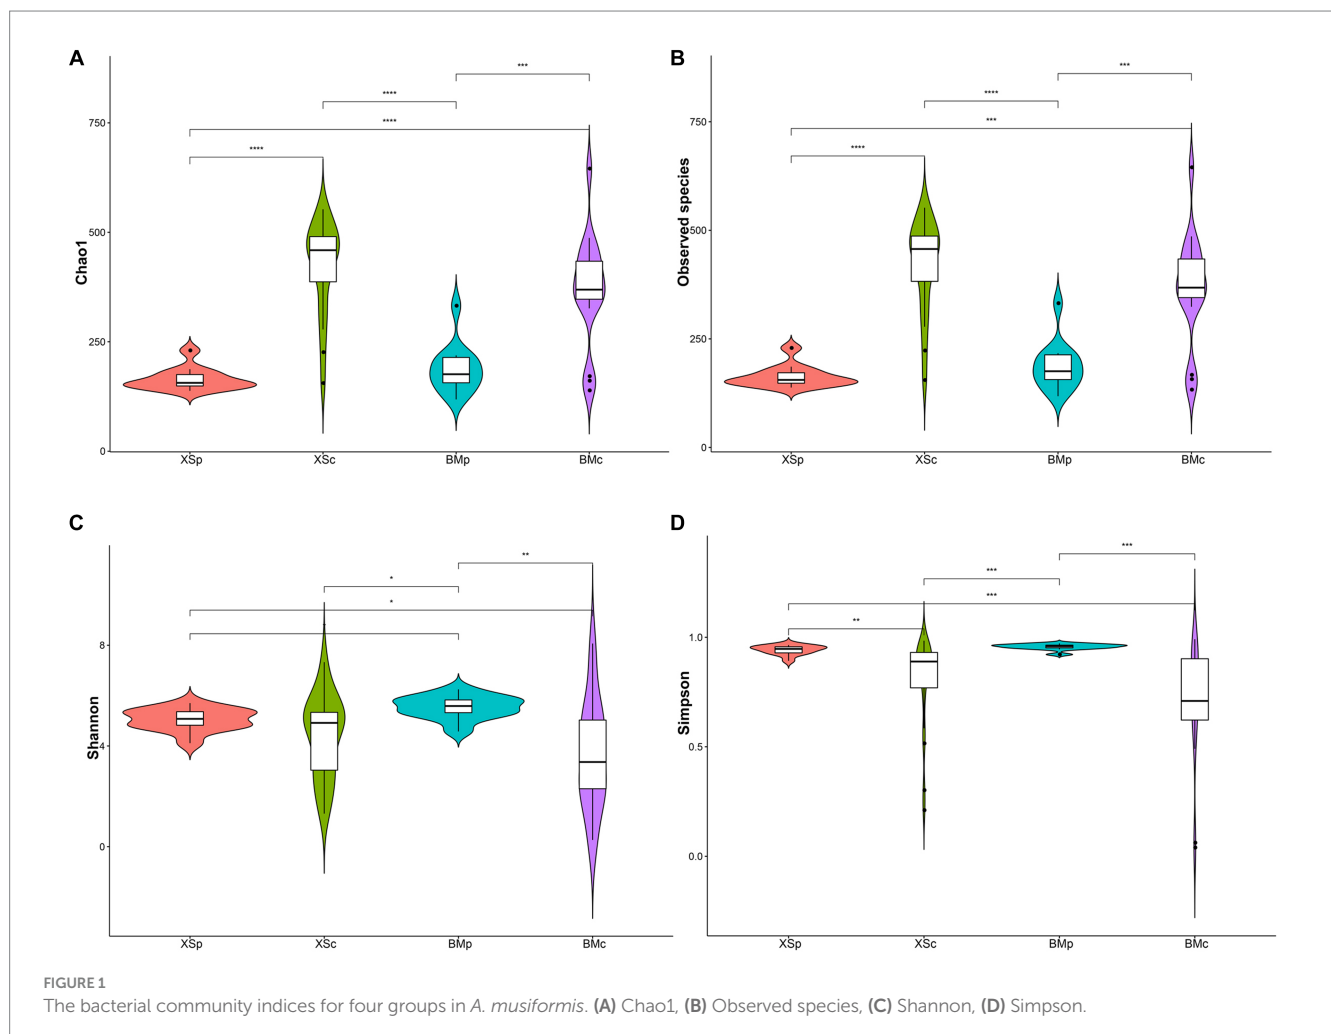 A
***
****
****
****
750
500
250
0
Chao1
XSp XSc BMp BMc
B
***
****
***
****
750
500
250
0
Observed species
XSp XSc BMp BMc
C
**
*
*
8
4
0
Shannon
XSp XSc BMp BMc
D
***
***
***
**
1.0
0.5
0.0
Simpson
XSp XSc BMp BMc
FIGURE 1
The bacterial community indices for four groups in A. musiformis. (A) Chao1, (B) Observed species, (C) Shannon, (D) Simpson.